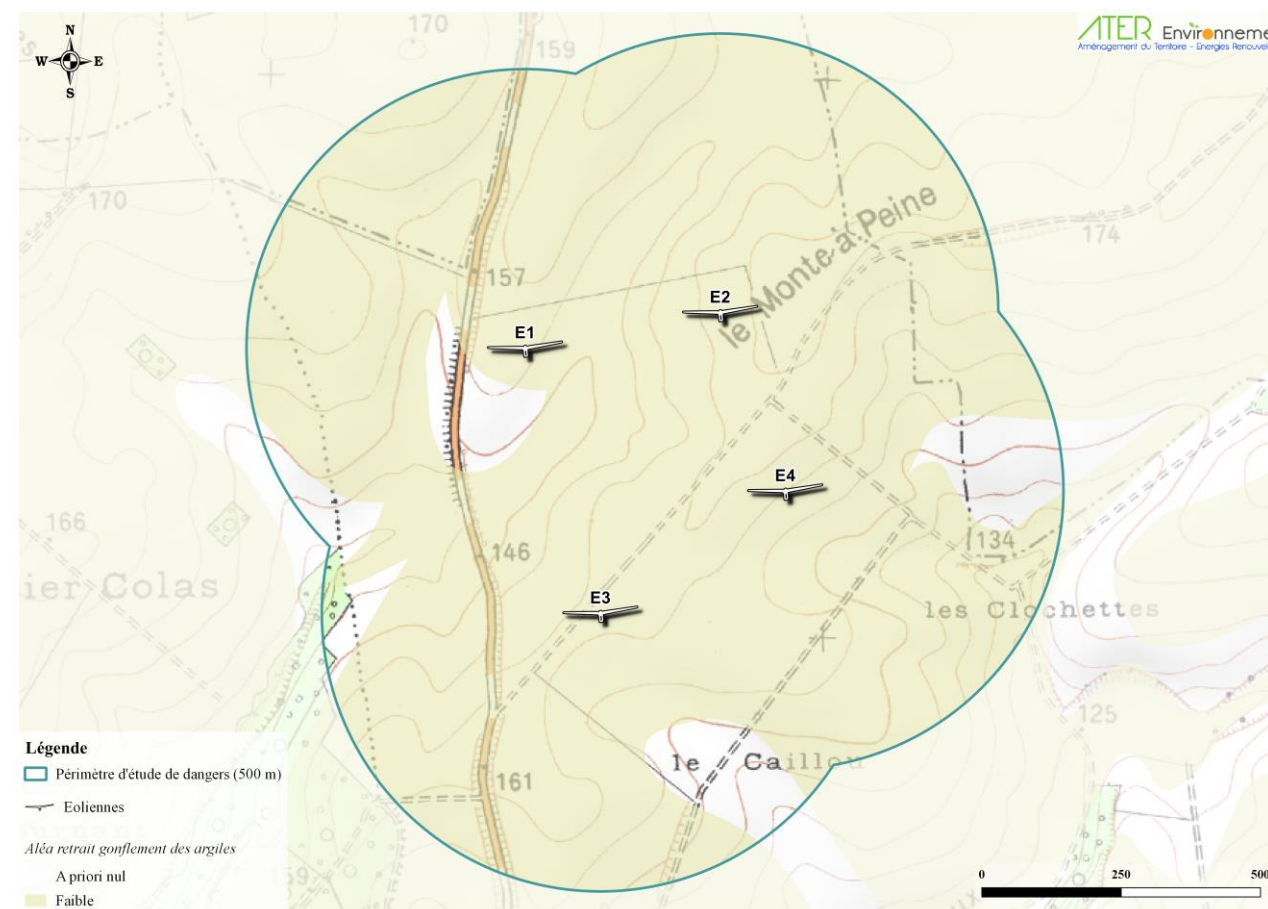 N
W E
S
ATER Environneme
Aménagement du Territoire - Energies Renouvel
170
159
170
157
174
le Monte à Peine
E1
E2
E4
E3
166
146
134
ier Colas
les Clochettes
125
le Caillou
161
159
Légende
Périmètre d'étude de dangers (500 m)
Eoliennes
Aléa retrait gonflement des argiles
A priori nul
Faible
0 250 500